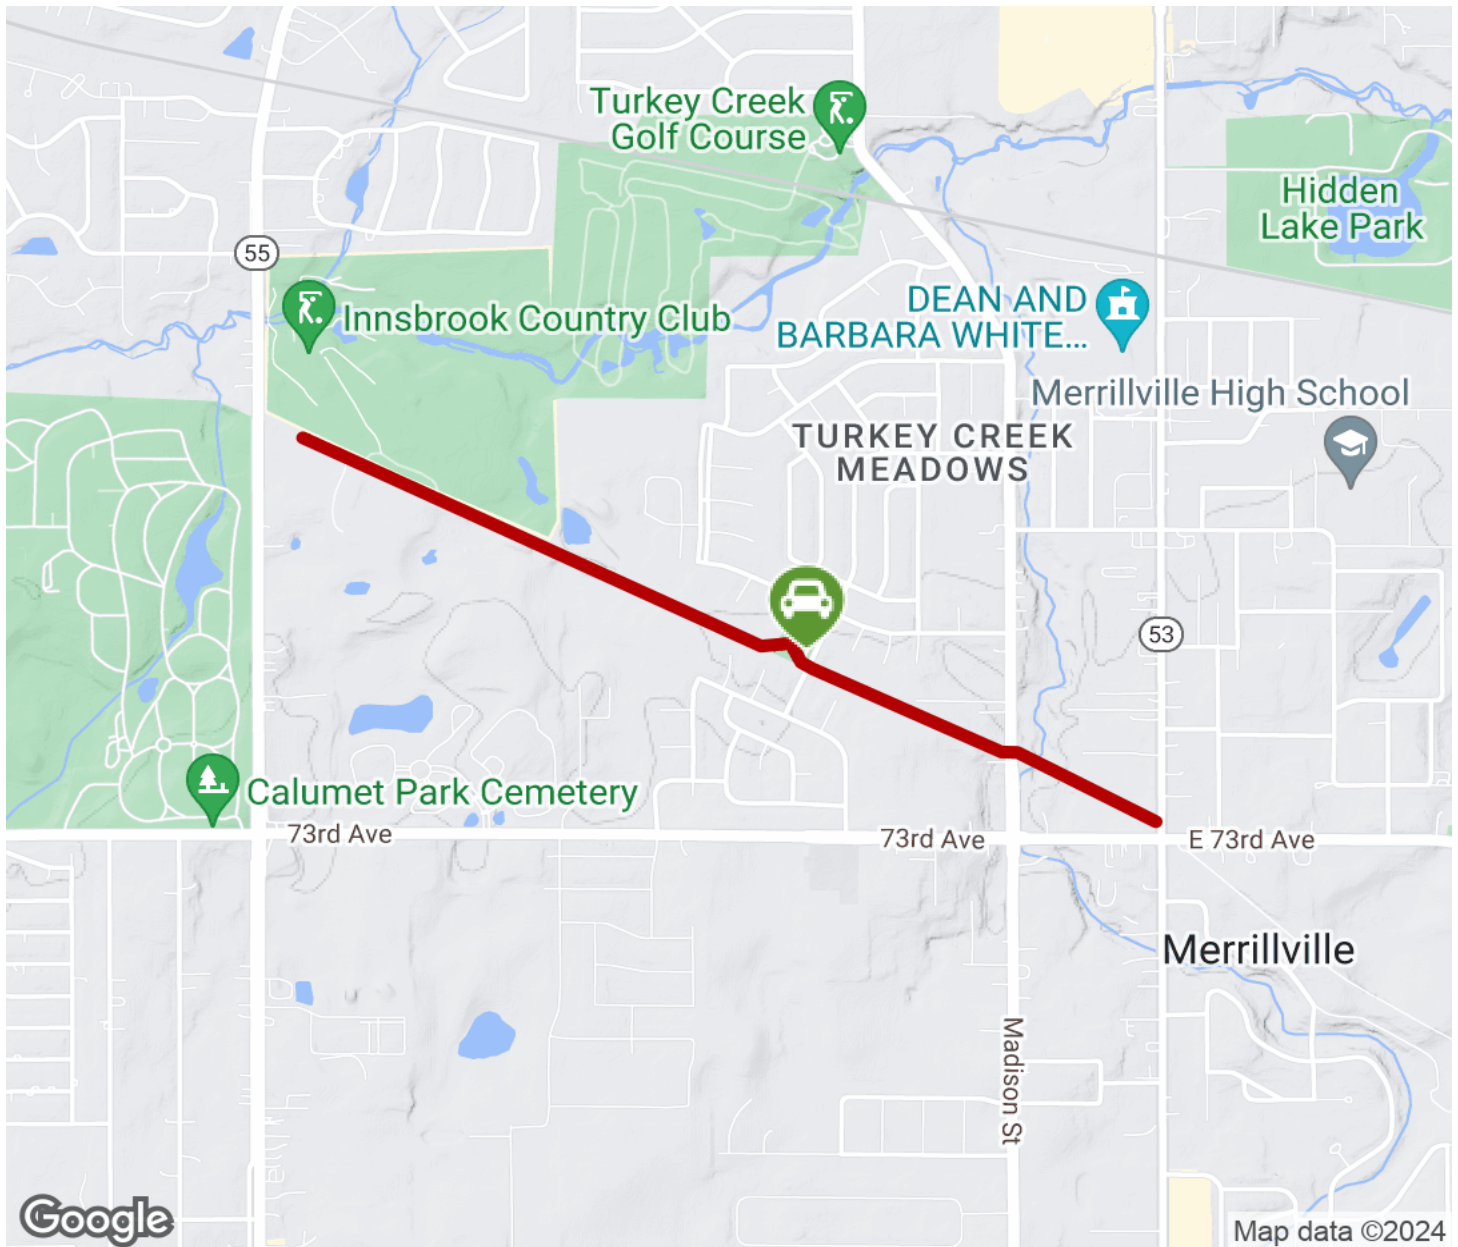 Turkey Creek
Golf Course
Hidden
Lake Park
55
Innsbrook Country Club
DEAN AND
BARBARA WHITE...
Merrillville High School
TURKEY CREEK
MEADOWS
53
Calumet Park Cemetery
73rd Ave
73rd Ave
E 73rd Ave
Merrillville
Madison St
Google
Map data ©2024